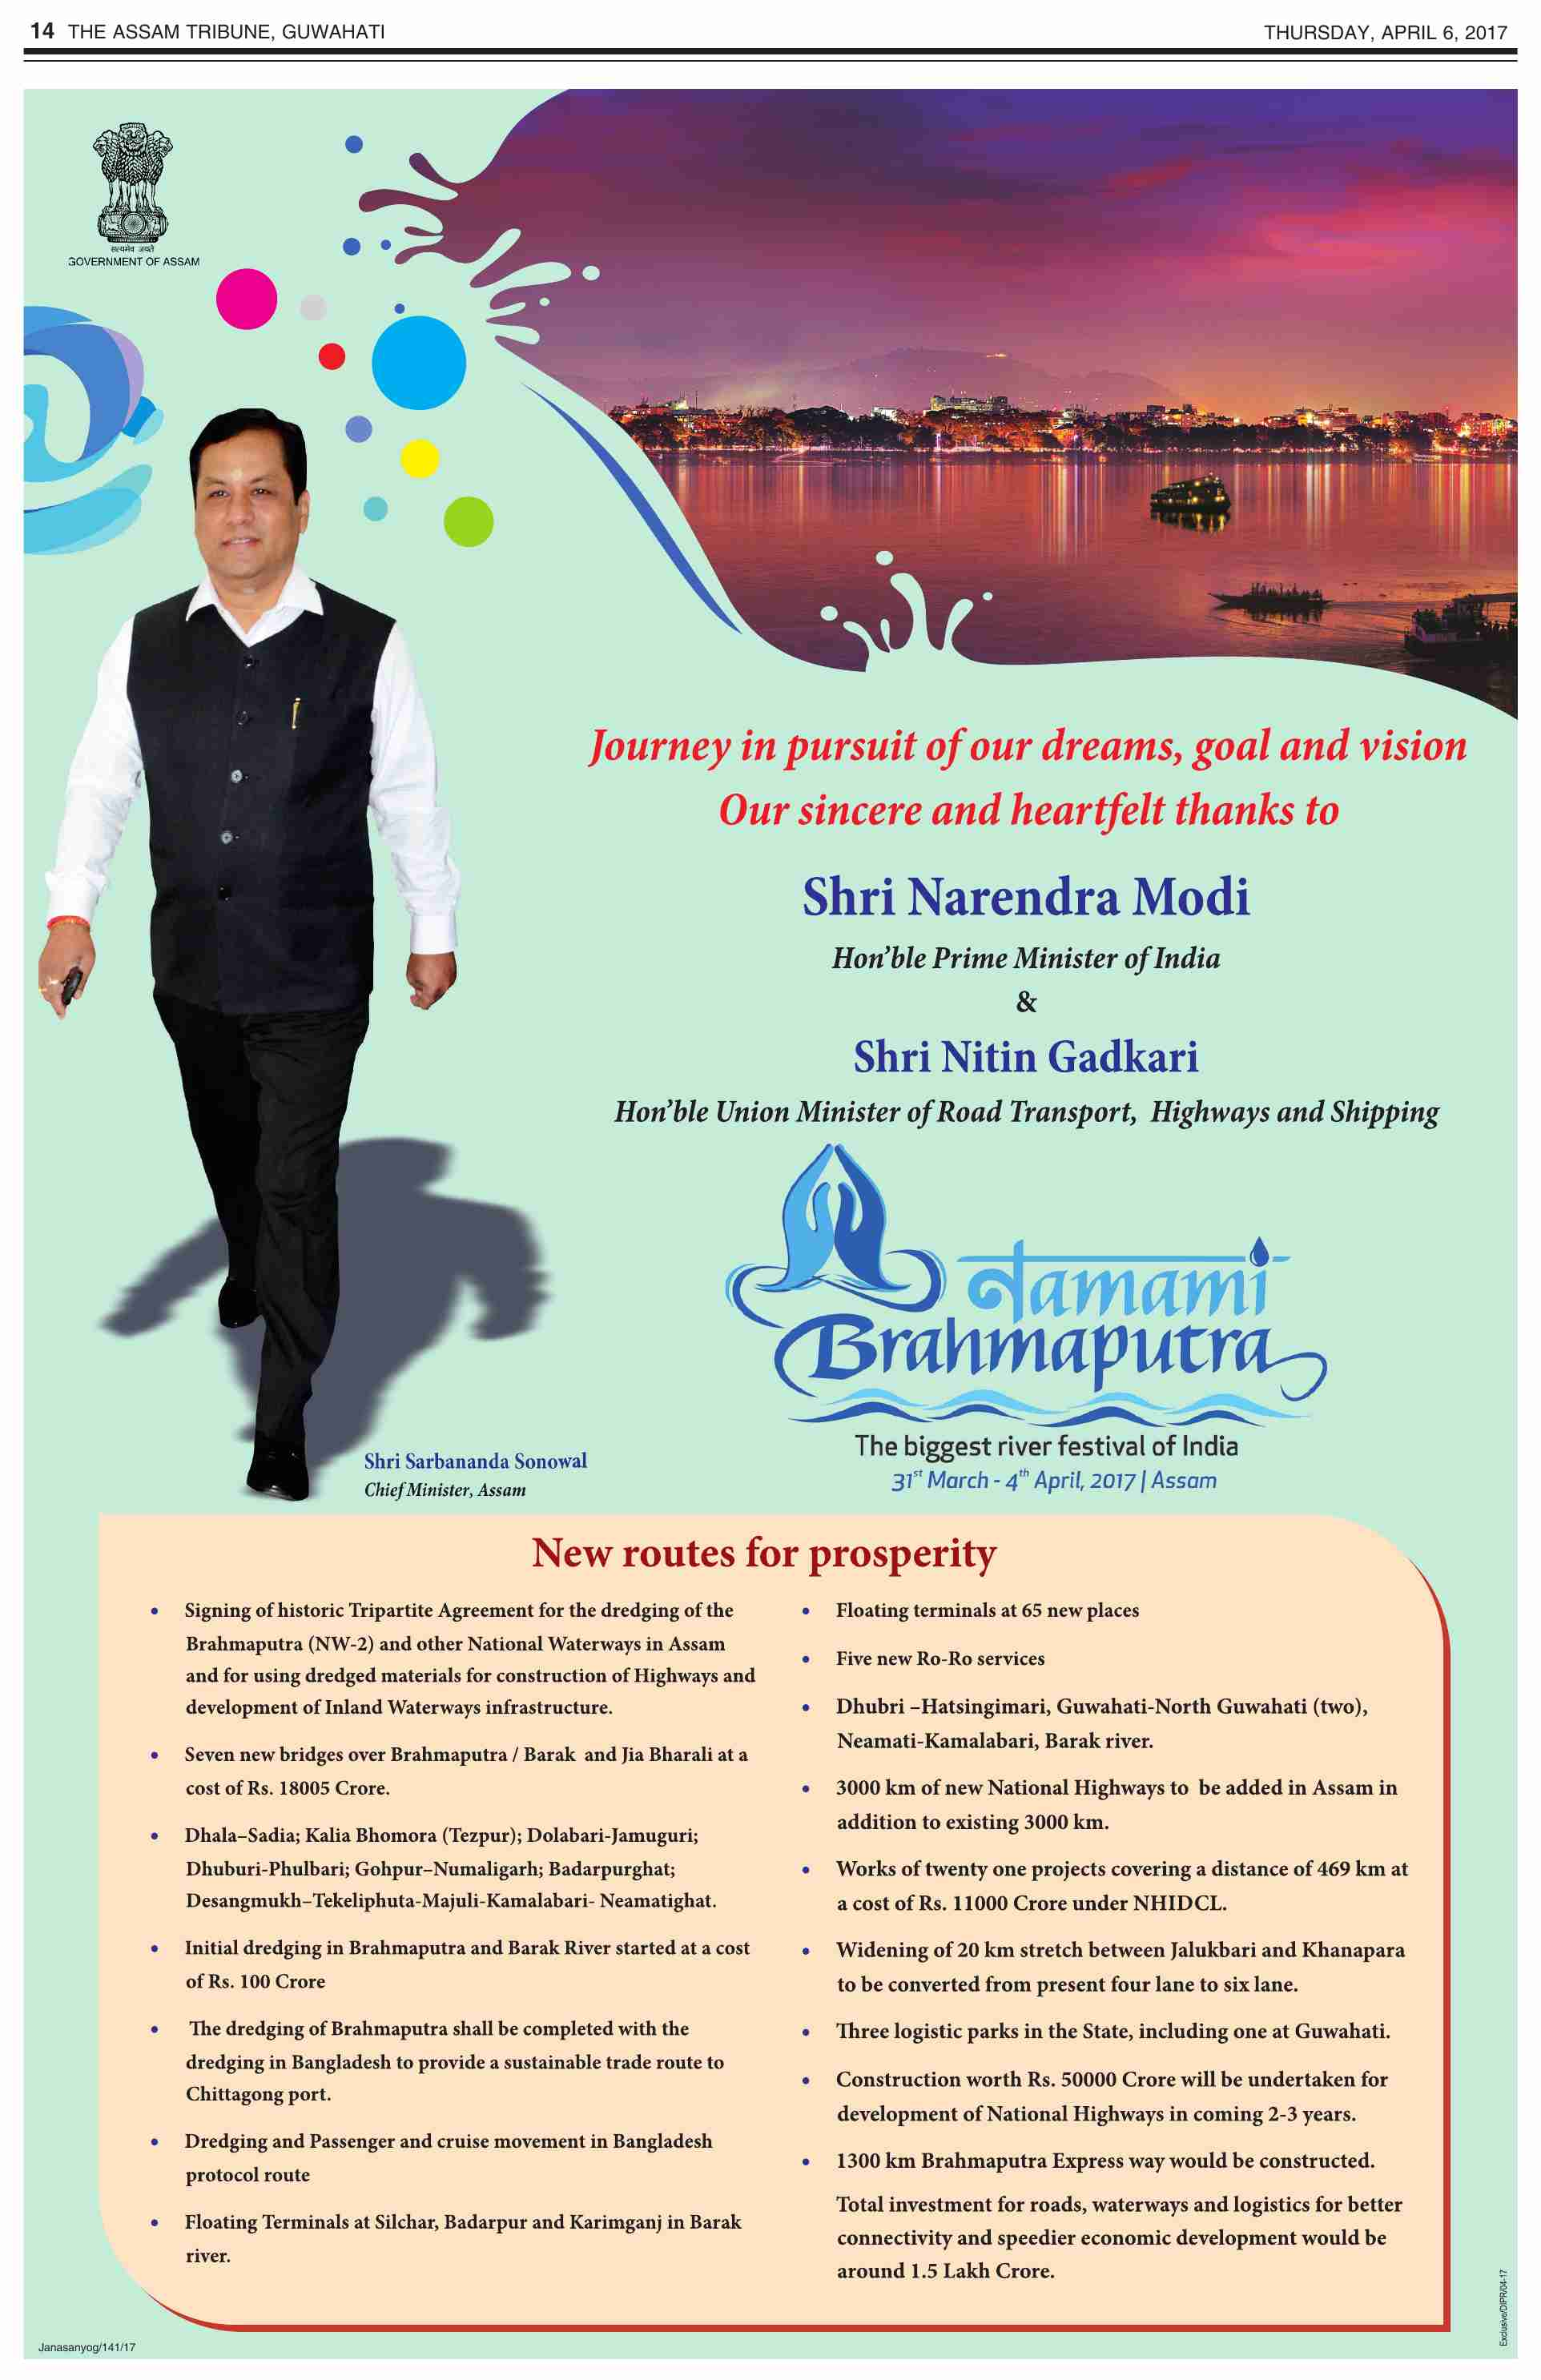 14 THE ASSAM TRIBUNE, GUWAHATI
THURSDAY, APRIL 6, 2017
सत्यमेव जयते
GOVERNMENT OF ASSAM
Journey in pursuit of our dreams, goal and vision
Our sincere and heartfelt thanks to
Shri Narendra Modi
Hon’ble Prime Minister of India
&
Shri Nitin Gadkari
Hon’ble Union Minister of Road Transport, Highways and Shipping
नamami
Brahmaputra
The biggest river festival of India
31st March - 4th April, 2017 | Assam
Shri Sarbananda Sonowal
Chief Minister, Assam
New routes for prosperity
• Signing of historic Tripartite Agreement for the dredging of the
Brahmaputra (NW-2) and other National Waterways in Assam
and for using dredged materials for construction of Highways and
development of Inland Waterways infrastructure.
• Seven new bridges over Brahmaputra / Barak and Jia Bharali at a
cost of Rs. 18005 Crore.
• Dhala–Sadia; Kalia Bhomora (Tezpur); Dolabari-Jamuguri;
Dhuburi-Phulbari; Gohpur–Numaligarh; Badarpurghat;
Desangmukh–Tekeliphuta-Majuli-Kamalabari- Neamatighat.
• Initial dredging in Brahmaputra and Barak River started at a cost
of Rs. 100 Crore
• The dredging of Brahmaputra shall be completed with the
dredging in Bangladesh to provide a sustainable trade route to
Chittagong port.
• Dredging and Passenger and cruise movement in Bangladesh
protocol route
• Floating Terminals at Silchar, Badarpur and Karimganj in Barak
river.
• Floating terminals at 65 new places
• Five new Ro-Ro services
• Dhubri –Hatsingimari, Guwahati-North Guwahati (two),
Neamati-Kamalabari, Barak river.
• 3000 km of new National Highways to be added in Assam in
addition to existing 3000 km.
• Works of twenty one projects covering a distance of 469 km at
a cost of Rs. 11000 Crore under NHIDCL.
• Widening of 20 km stretch between Jalukbari and Khanapara
to be converted from present four lane to six lane.
• Three logistic parks in the State, including one at Guwahati.
• Construction worth Rs. 50000 Crore will be undertaken for
development of National Highways in coming 2-3 years.
• 1300 km Brahmaputra Express way would be constructed.
Total investment for roads, waterways and logistics for better
connectivity and speedier economic development would be
around 1.5 Lakh Crore.
Exclusive/DIPR/04-17
Janasanyog/141/17